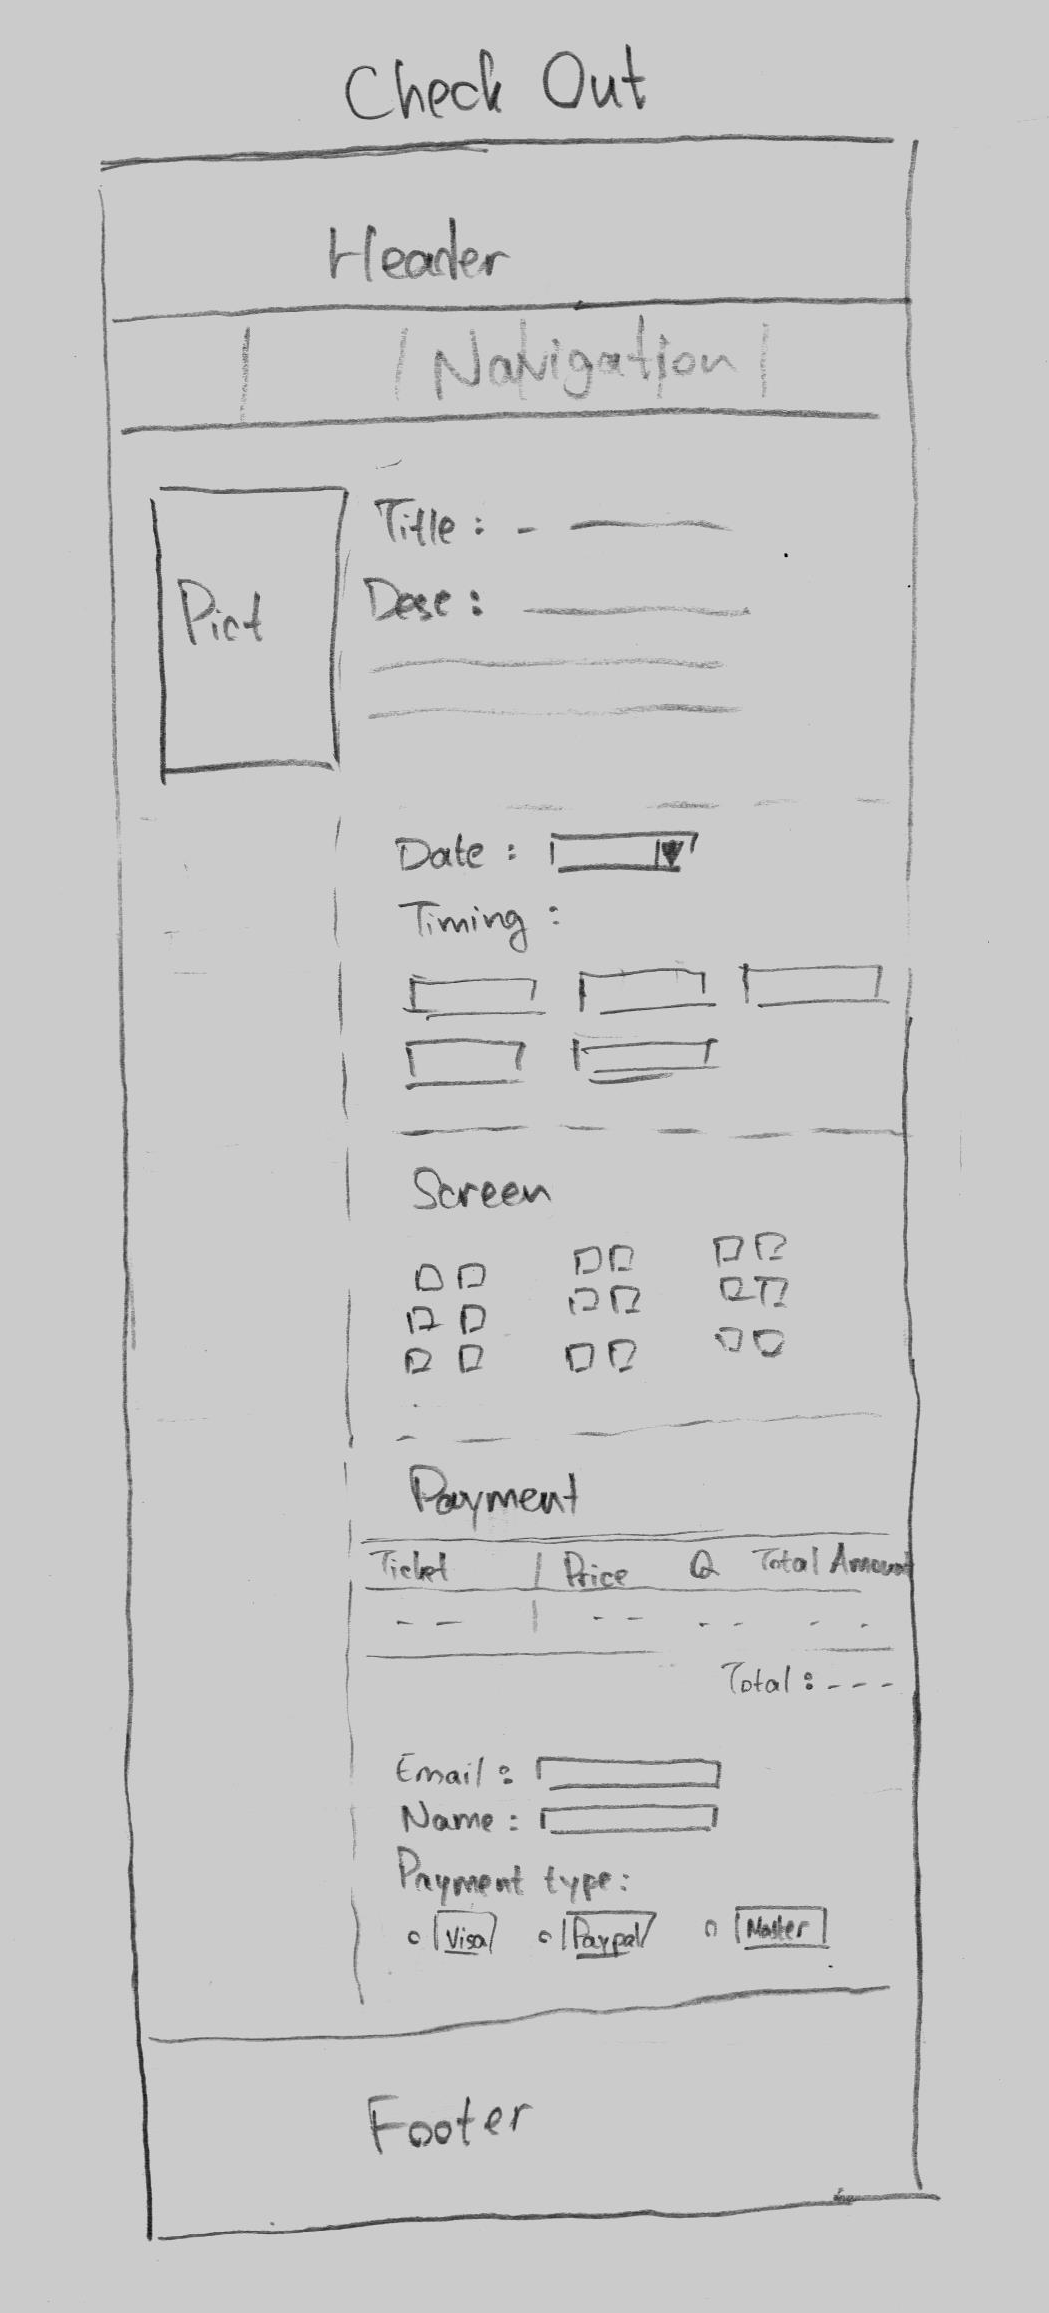 Check Out
Header
Navigation
Pict
Title :
Desc :
Date :
Timing :
Screen
Payment
Ticket Price Q Total Amount
Total :
Email :
Name :
Payment type:
Visa Paypal Master
Footer